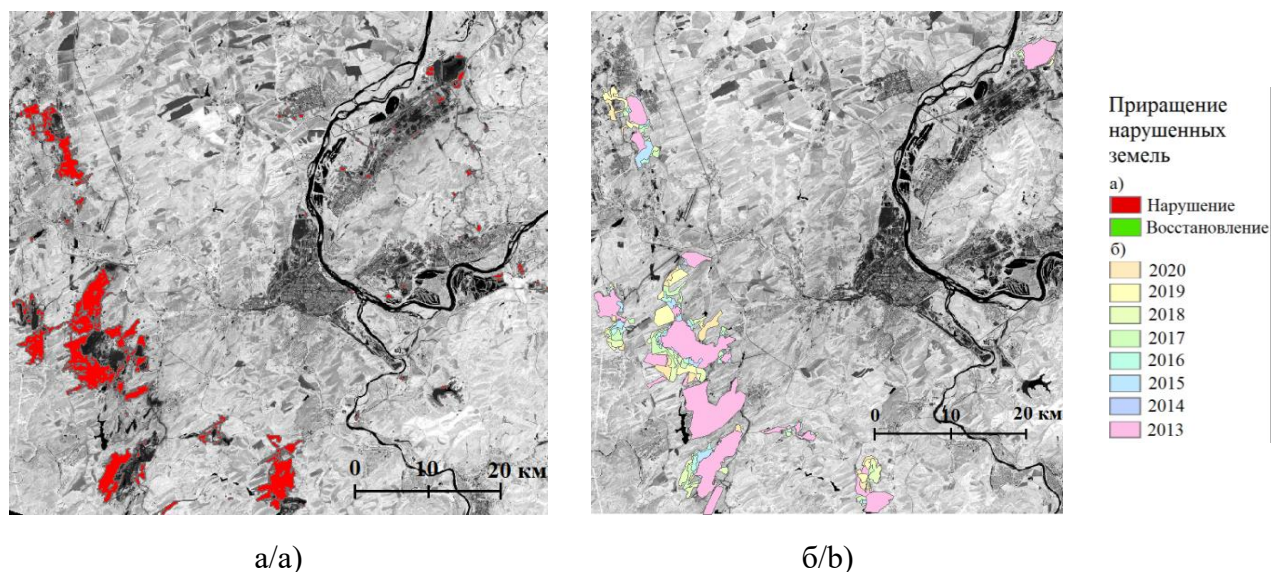 0 10 20 км
0 10 20 км
Приращение
нарушенных
земель
а)
Нарушение
Восстановление
б)
2020
2019
2018
2017
2016
2015
2014
2013
а/a)
б/b)